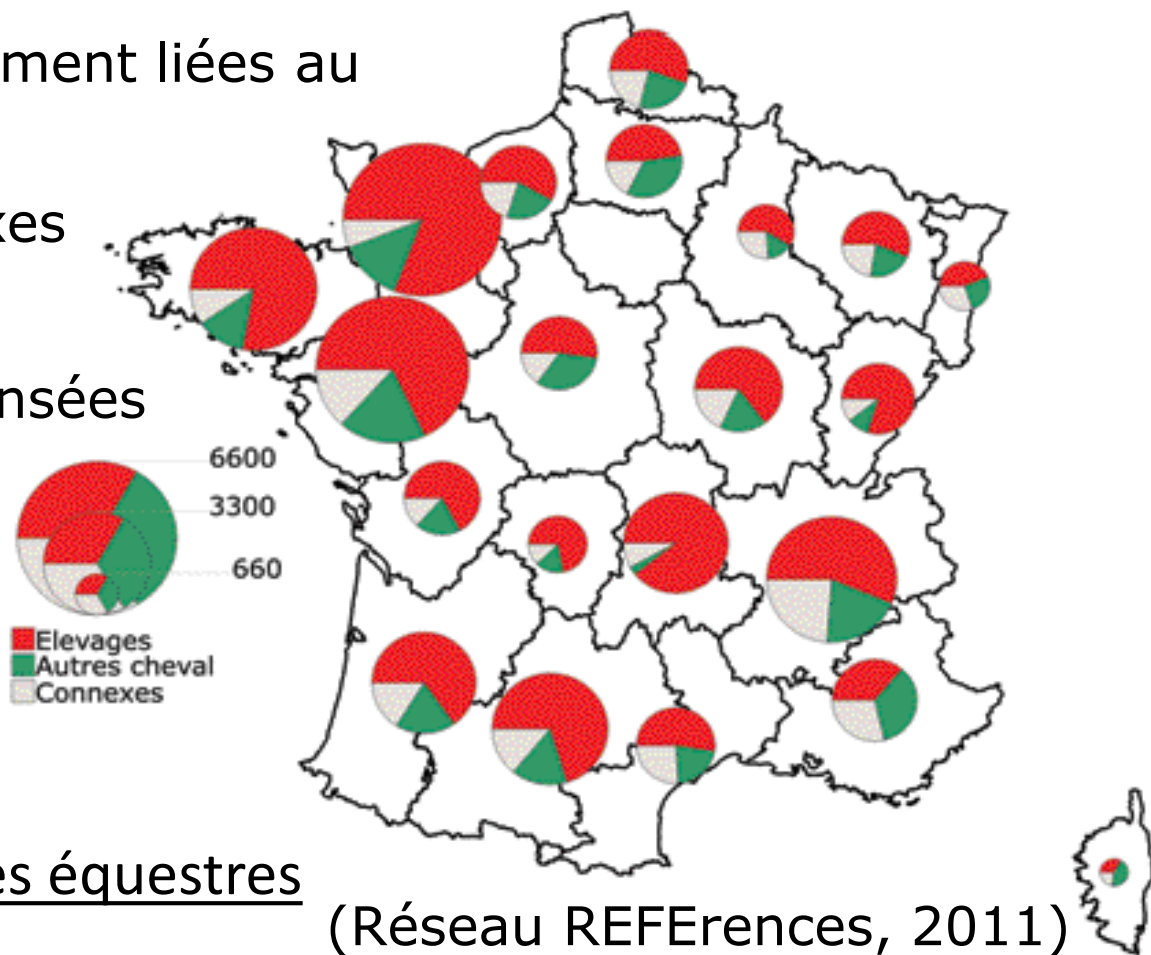 ment liées au
xes
nsées
6600
3300
660
Elevages
Autres cheval
Connexes
es équestres
(Réseau REFErences, 2011)